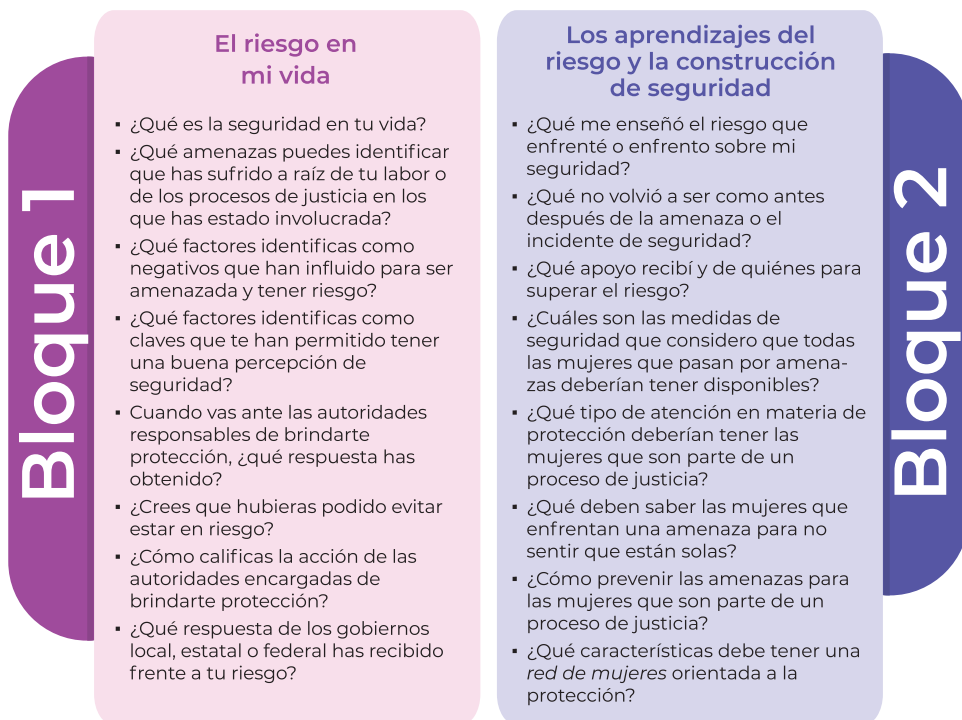 Bloque 1
El riesgo en
mi vida
▪ ¿Qué es la seguridad en tu vida?
▪ ¿Qué amenazas puedes identificar
que has sufrido a raíz de tu labor o
de los procesos de justicia en los
que has estado involucrada?
▪ ¿Qué factores identificas como
negativos que han influido para ser
amenazada y tener riesgo?
▪ ¿Qué factores identificas como
claves que te han permitido tener
una buena percepción de
seguridad?
▪ Cuando vas ante las autoridades
responsables de brindarte
protección, ¿qué respuesta has
obtenido?
▪ ¿Crees que hubieras podido evitar
estar en riesgo?
▪ ¿Cómo calificas la acción de las
autoridades encargadas de
brindarte protección?
▪ ¿Qué respuesta de los gobiernos
local, estatal o federal has recibido
frente a tu riesgo?
Los aprendizajes del
riesgo y la construcción
de seguridad
▪ ¿Qué me enseñó el riesgo que
enfrenté o enfrento sobre mi
seguridad?
▪ ¿Qué no volvió a ser como antes
después de la amenaza o el
incidente de seguridad?
▪ ¿Qué apoyo recibí y de quiénes para
superar el riesgo?
▪ ¿Cuáles son las medidas de
seguridad que considero que todas
las mujeres que pasan por amena-
zas deberían tener disponibles?
▪ ¿Qué tipo de atención en materia de
protección deberían tener las
mujeres que son parte de un
proceso de justicia?
▪ ¿Qué deben saber las mujeres que
enfrentan una amenaza para no
sentir que están solas?
▪ ¿Cómo prevenir las amenazas para
las mujeres que son parte de un
proceso de justicia?
▪ ¿Qué características debe tener una
red de mujeres orientada a la
protección?
Bloque 2